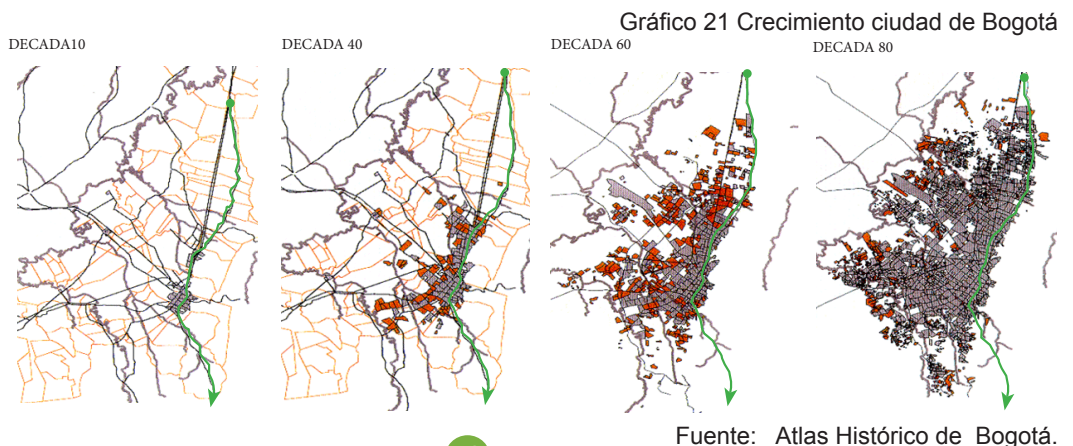 Gráfico 21 Crecimiento ciudad de Bogotá
DECADA10
DECADA 40
DECADA 60
DECADA 80
Fuente: Atlas Histórico de Bogotá.